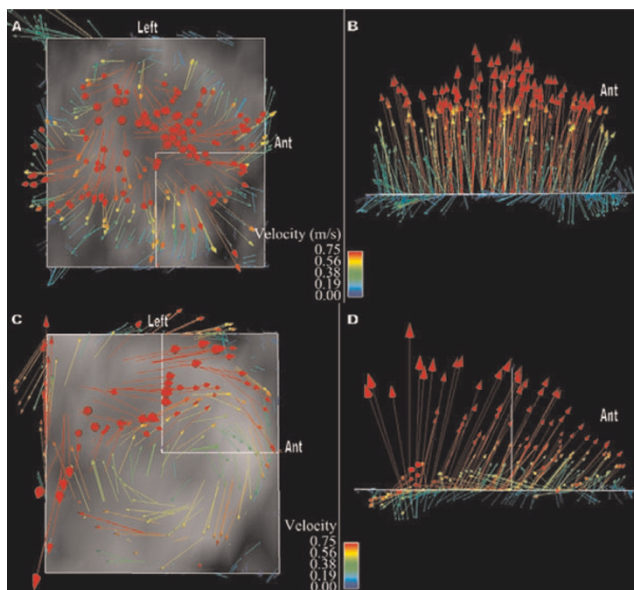 A
Left
Ant
Velocity (m/s)
0.75
0.56
0.38
0.19
0.00
B
Ant
C
Left
Ant
Velocity
0.75
0.56
0.38
0.19
0.00
D
Ant